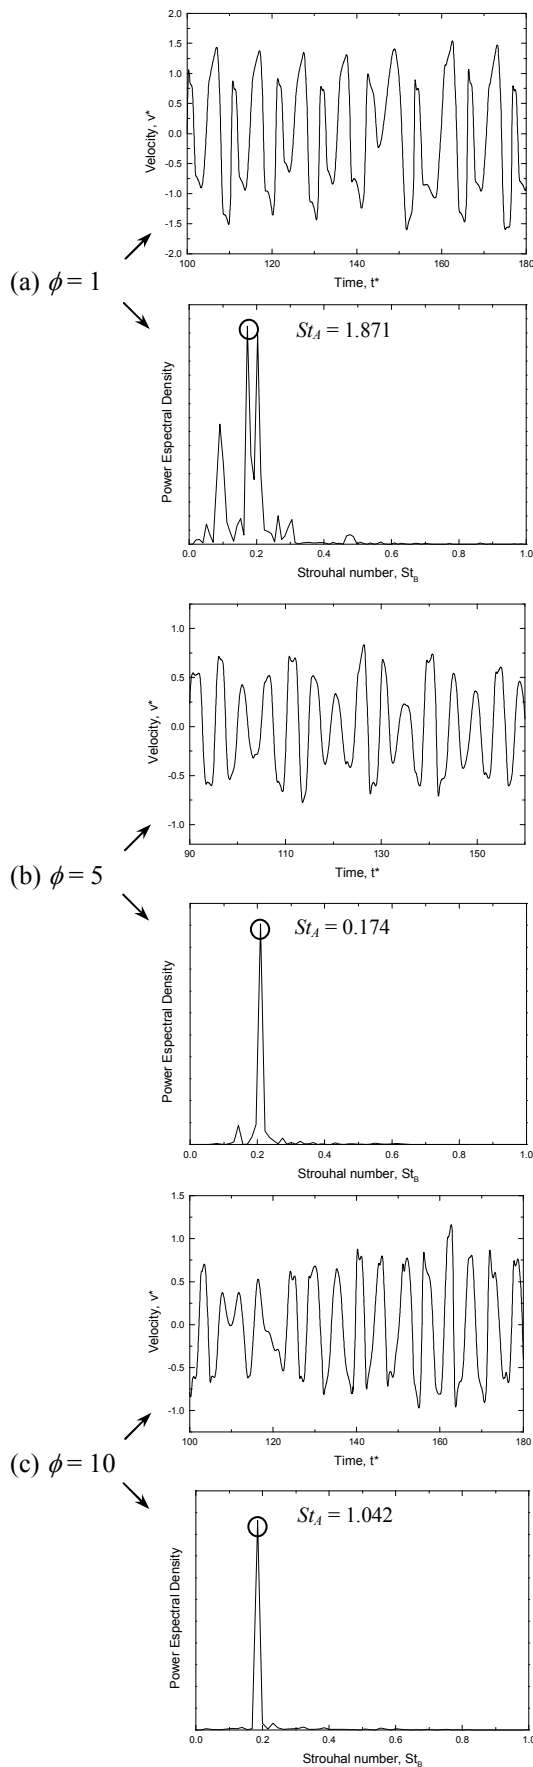 2.0
1.5
1.0
0.5
0.0
-0.5
-1.0
-1.5
-2.0
Velocity, v*
100 120 140 160 180
Time, t*
(a) ϕ = 1
St_A = 1.871
Power Espectral Density
0.0 0.2 0.4 0.6 0.8 1.0
Strouhal number, St_B
1.0
0.5
0.0
-0.5
-1.0
Velocity, v*
90 110 130 150
Time, t*
(b) ϕ = 5
St_A = 0.174
Power Espectral Density
0.0 0.2 0.4 0.6 0.8 1.0
Strouhal number, St_B
1.5
1.0
0.5
0.0
-0.5
-1.0
Velocity, v*
100 120 140 160 180
Time, t*
(c) ϕ = 10
St_A = 1.042
Power Espectral Density
0.0 0.2 0.4 0.6 0.8 1.0
Strouhal number, St_B